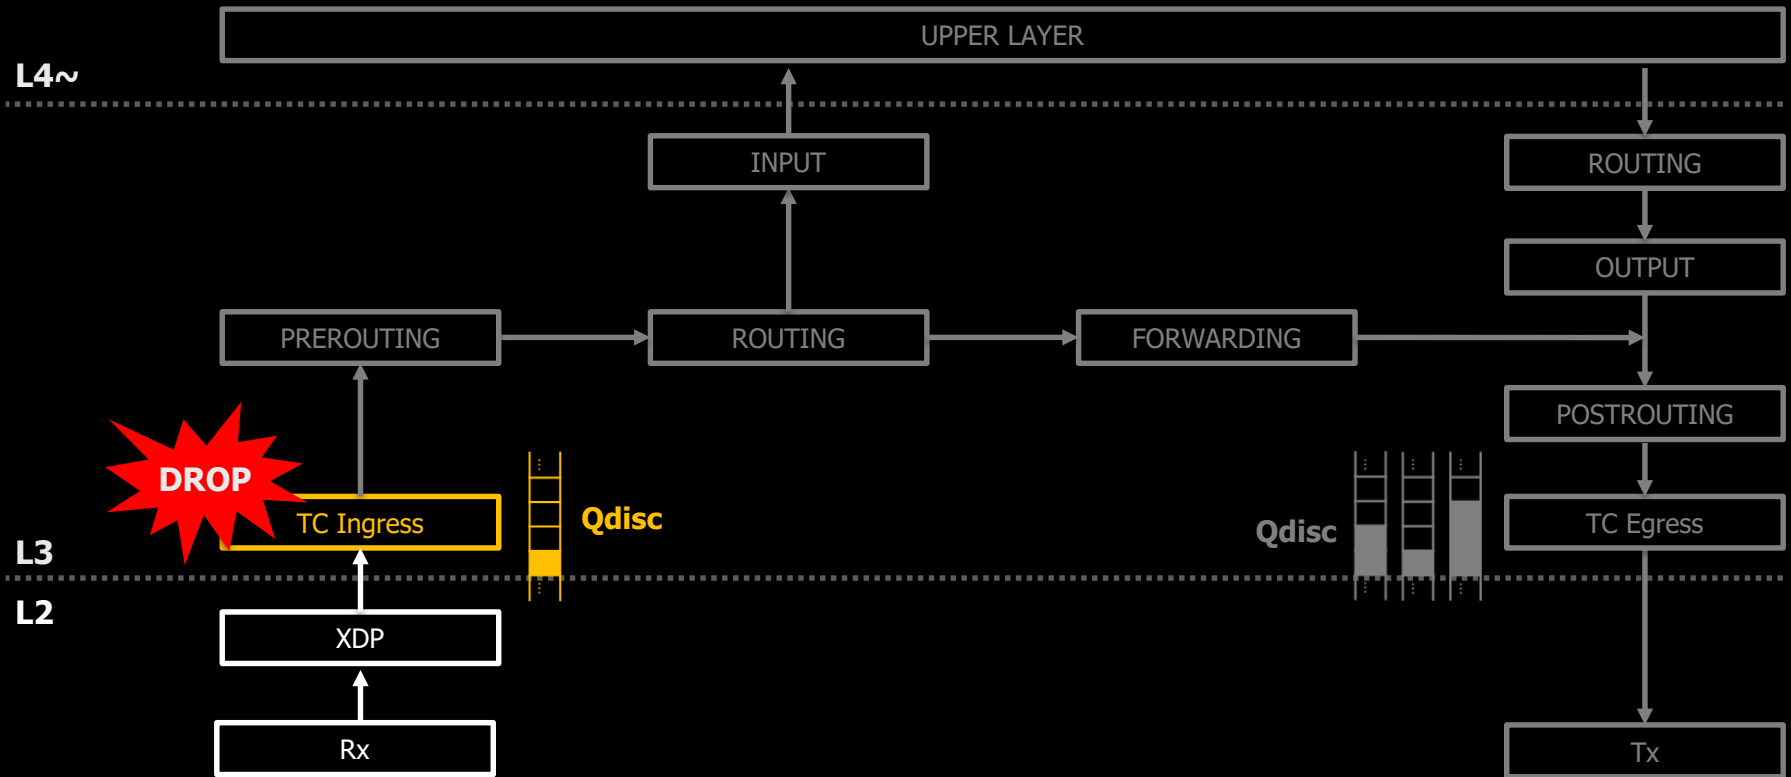 UPPER LAYER
L4~
INPUT
ROUTING
OUTPUT
PREROUTING
ROUTING
FORWARDING
POSTROUTING
DROP
TC Ingress
Qdisc
Qdisc
TC Egress
L3
L2
XDP
Rx
Tx